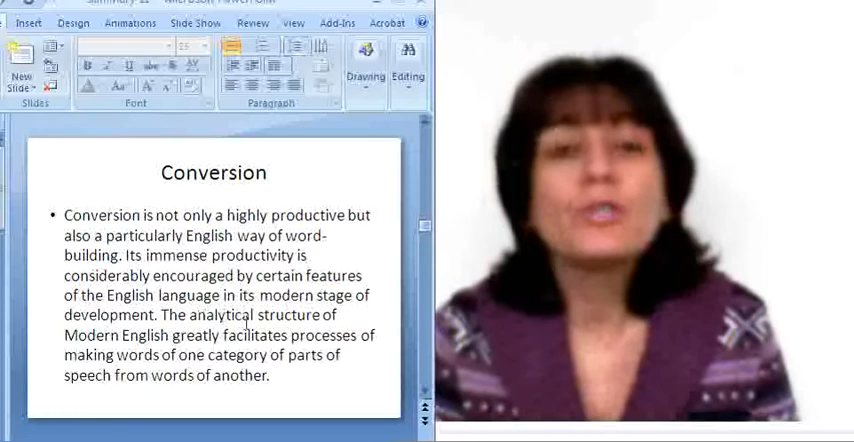 Insert Design Animations Slide Show Review View Add-Ins Acrobat
New
Slide
Drawing
Editing
Slides
Font
Paragraph
Conversion
• Conversion is not only a highly productive but
also a particularly English way of word-
building. Its immense productivity is
considerably encouraged by certain features
of the English language in its modern stage of
development. The analytical structure of
Modern English greatly facilitates processes of
making words of one category of parts of
speech from words of another.